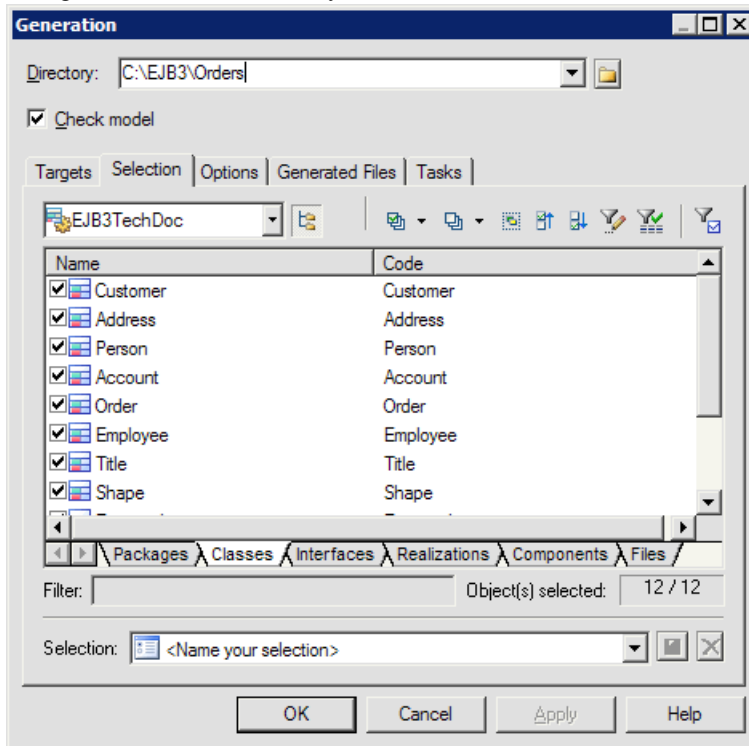 Generation
Directory: C:\EJB3\Orders
Check model
Targets Selection Options Generated Files Tasks
EJB3TechDoc
Name Code
Customer Customer
Address Address
Person Person
Account Account
Order Order
Employee Employee
Title Title
Shape Shape
Packages Classes Interfaces Realizations Components Files
Filter: Object(s) selected: 12 / 12
Selection: <Name your selection>
OK Cancel Apply Help